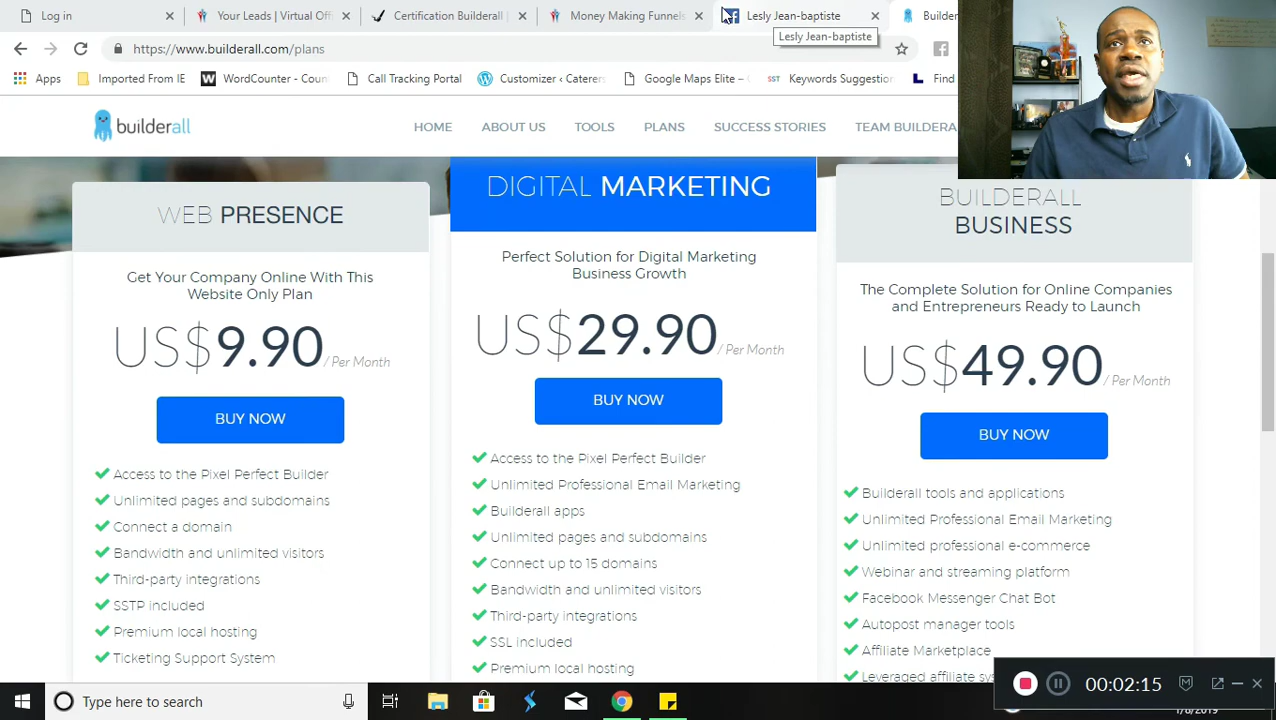 Log in
Your Leads | Virtual Offi
Certification Builderall |
Money Making Funnels
Lesly Jean-baptiste
Builder
Lesly Jean-baptiste
https://www.builderall.com/plans
Apps
Imported From IE
WordCounter - Coun
Call Tracking Portal
Customizer ‹ Caterers
Google Maps Elite –
SST
Keywords Suggestion
Find
builderall
HOME
ABOUT US
TOOLS
PLANS
SUCCESS STORIES
TEAM BUILDERA
WEB PRESENCE
Get Your Company Online With This
Website Only Plan
US$9.90/ Per Month
BUY NOW
Access to the Pixel Perfect Builder
Unlimited pages and subdomains
Connect a domain
Bandwidth and unlimited visitors
Third-party integrations
SSTP included
Premium local hosting
Ticketing Support System
DIGITAL MARKETING
Perfect Solution for Digital Marketing
Business Growth
US$29.90/ Per Month
BUY NOW
Access to the Pixel Perfect Builder
Unlimited Professional Email Marketing
Builderall apps
Unlimited pages and subdomains
Connect up to 15 domains
Bandwidth and unlimited visitors
Third-party integrations
SSL included
Premium local hosting
BUILDERALL
BUSINESS
The Complete Solution for Online Companies
and Entrepreneurs Ready to Launch
US$49.90/ Per Month
BUY NOW
Builderall tools and applications
Unlimited Professional Email Marketing
Unlimited professional e-commerce
Webinar and streaming platform
Facebook Messenger Chat Bot
Autopost manager tools
Affiliate Marketplace
Leveraged affiliate sys
00:02:15
Type here to search
1/8/2019